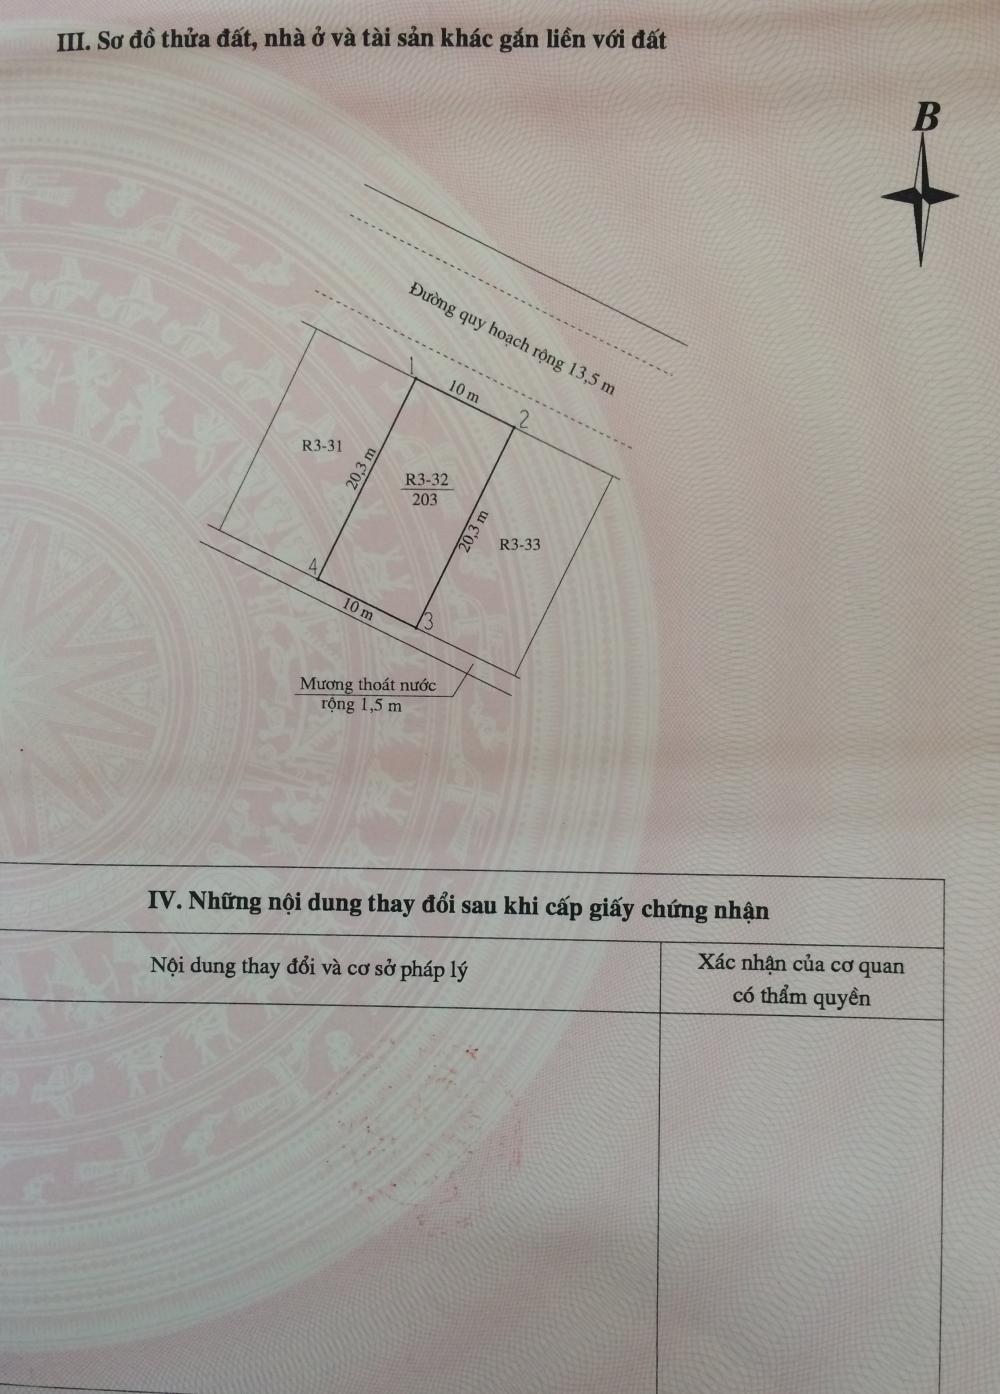 III. Sơ đồ thửa đất, nhà ở và tài sản khác gắn liền với đất
B
Đường quy hoạch rộng 13,5 m
1
10 m
2
R3-31
20,3 m
R3-32
203
20,3 m
R3-33
4
10 m
3
Mương thoát nước
rộng 1,5 m
IV. Những nội dung thay đổi sau khi cấp giấy chứng nhận
Nội dung thay đổi và cơ sở pháp lý
Xác nhận của cơ quan
có thẩm quyền